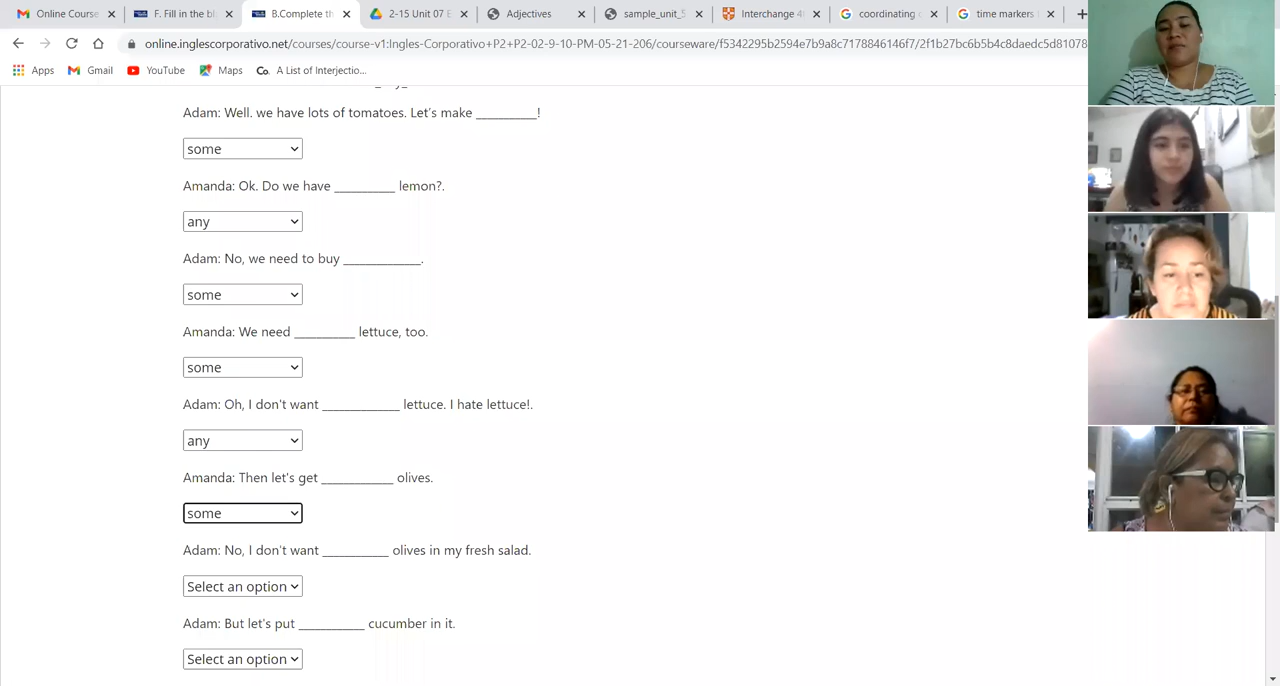 Online Course
F. Fill in the bl
B.Complete th
2-15 Unit 07 E
Adjectives
sample_unit_5
Interchange 4t
coordinating c
time markers
online.inglescorporativo.net/courses/course-v1:Ingles-Corporativo+P2+P2-02-9-10-PM-05-21-206/courseware/f5342295b2594e7b9a8c7178846146f7/2f1b27bc6b5b4c8daedc5d81078
Apps
Gmail
YouTube
Maps
Co.
A List of Interjectio...
Adam: Well. we have lots of tomatoes. Let's make _________!
some
Amanda: Ok. Do we have _________ lemon?.
any
Adam: No, we need to buy ____________.
some
Amanda: We need _________ lettuce, too.
some
Adam: Oh, I don't want ____________ lettuce. I hate lettuce!.
any
Amanda: Then let's get ___________ olives.
some
Adam: No, I don't want __________ olives in my fresh salad.
Select an option
Adam: But let's put __________ cucumber in it.
Select an option